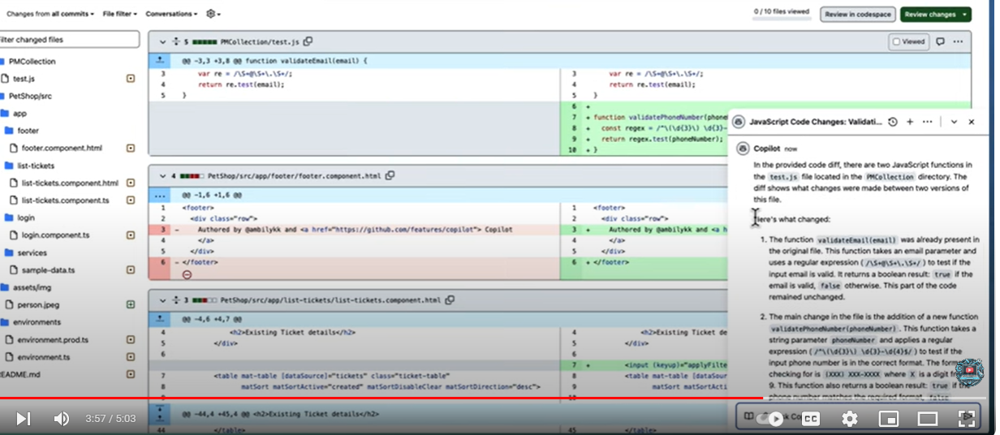 Changes from all commits
File filter
Conversations
0 / 10 files viewed
Review in codespace
Review changes
ilter changed files
PMCollection
test.js
PetShop/src
app
footer
footer.component.html
list-tickets
list-tickets.component.html
list-tickets.component.ts
login
login.component.ts
services
sample-data.ts
assets/img
person.jpeg
environments
environment.prod.ts
environment.ts
EADME.md
5 PMCollection/test.js
Viewed
@@ -3,3 +3,8 @@ function validateEmail(email) {
3 var re = /\S+@\S+\.\S+/;
4 return re.test(email);
5 }
3 var re = /\S+@\S+\.\S+/;
4 return re.test(email);
5 }
6 +
7 + function validatePhoneNumber(phone
8 + const regex = /^\(\d{3}\) \d{3}-
9 + return regex.test(phoneNumber);
10 + }
4 PetShop/src/app/footer/footer.component.html
@@ -1,6 +1,6 @@
1 <footer>
2 <div class="row">
3 - Authored by @ambilykk and <a href="https://github.com/features/copilot"> Copilot
4 </a>
5 </div>
6 - </footer>
1 <footer>
2 <div class="row">
3 + Authored by @ambilykk and <a h
4 </a>
5 </div>
6 + </footer>
3 PetShop/src/app/list-tickets/list-tickets.component.html
@@ -4,6 +4,7 @@
4 <h2>Existing Ticket details</h2>
5 </div>
6
7 <table mat-table [dataSource]="tickets" class="ticket-table"
8 matSort matSortActive="created" matSortDisableClear matSortDirection="desc">
4 <h2>Existing Ticket de
5 </div>
6
7 + <input (keyup)="applyFilte
8 <table mat-table [dataSour
9 matSort matSortActi
@@ -44,4 +45,4 @@ <h2>Existing Ticket details</h2>
44 </table>
45 </table>
JavaScript Code Changes: Validati...
Copilot now
In the provided code diff, there are two JavaScript functions in
the test.js file located in the PMCollection directory. The
diff shows what changes were made between two versions of
this file.
Here's what changed:
1. The function validateEmail(email) was already present in
the original file. This function takes an email parameter and
uses a regular expression ( /\S+@\S+\.\S+/ ) to test if the
input email is valid. It returns a boolean result: true if the
email is valid, false otherwise. This part of the code
remained unchanged.
2. The main change in the file is the addition of a new function
validatePhoneNumber(phoneNumber) . This function takes a
string parameter phoneNumber and applies a regular
expression ( /^\(\d{3}\) \d{3}-\d{4}$/ ) to test if the
input phone number is in the correct format. The form
checking for is (XXX) XXX-XXXX where X is a digit fr
9. This function also returns a boolean result: true if the
phone number matches the required format, false
3:57 / 5:03
CC